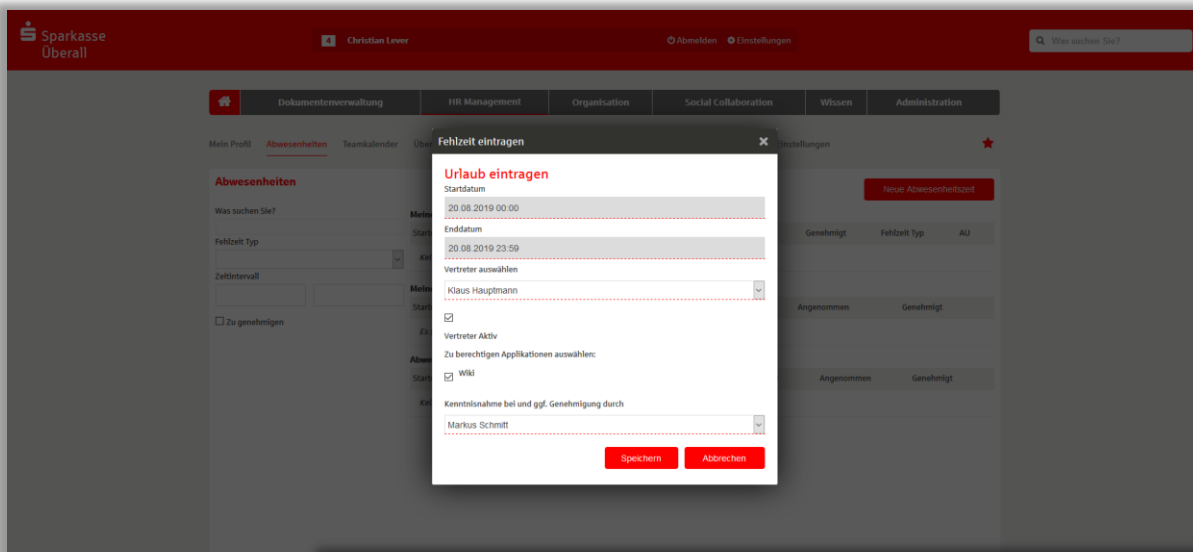 Sparkasse
Überall
4 Christian Lever
Abmelden Einstellungen
Was suchen Sie?
Dokumentenverwaltung HR Management Organisation Social Collaboration Wissen Administration
Mein Profil Abwesenheiten Teamkalender
Fehlzeit eintragen
Urlaub eintragen
Startdatum
20.08.2019 00:00
Enddatum
20.08.2019 23:59
Vertreter auswählen
Klaus Hauptmann
Vertreter Aktiv
Zu berechtigen Applikationen auswählen:
Wiki
Kenntnisnahme bei und ggf. Genehmigung durch
Markus Schmitt
Speichern Abbrechen
Abwesenheiten
Was suchen Sie?
Fehlzeit Typ
Zeitintervall
Zu genehmigen
Neue Abwesenheitszeit
Genehmigt Fehlzeit Typ AU
Angenommen Genehmigt
Angenommen Genehmigt